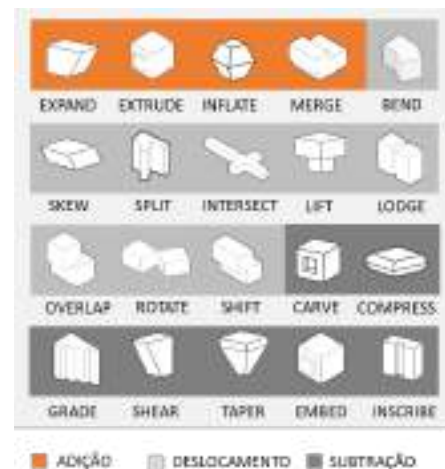 EXPAND EXTRUDE INFLATE MERGE BEND
SKEW SPLIT INTERSECT LIFT LODGE
OVERLAP ROTATE SHIFT CARVE COMPRESS
GRADE SHEAR TAPER EMBED INSCRIBE
ADIÇÃO DESLOCAMENTO SUBTRAÇÃO